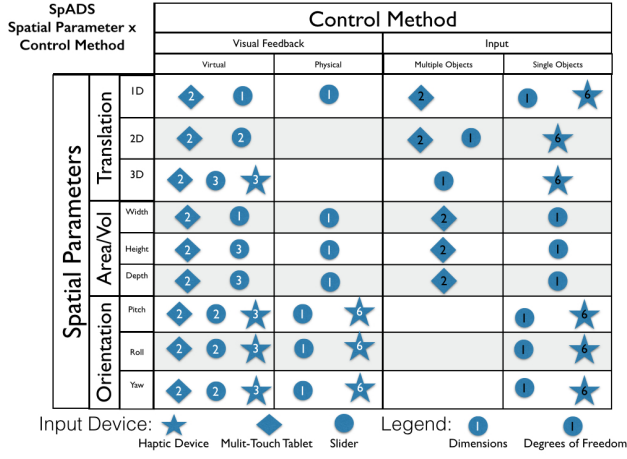 SpADS
Spatial Parameter x
Control Method
Control Method
Visual Feedback Input
Virtual Physical Multiple Objects Single Objects
Spatial Parameters
Translation
1D 2 1 1 2 1 6
2D 2 2 2 1 6
3D 2 3 3 1 6
Area/Vol
Width 2 1 1 2 1
Height 2 3 1 2 1
Depth 2 3 1 2 1
Orientation
Pitch 2 2 3 1 6 1 6
Roll 2 2 3 1 6 1 6
Yaw 2 2 3 1 6 1 6
Input Device: Legend: 1 1
Haptic Device Mulit-Touch Tablet Slider Dimensions Degrees of Freedom